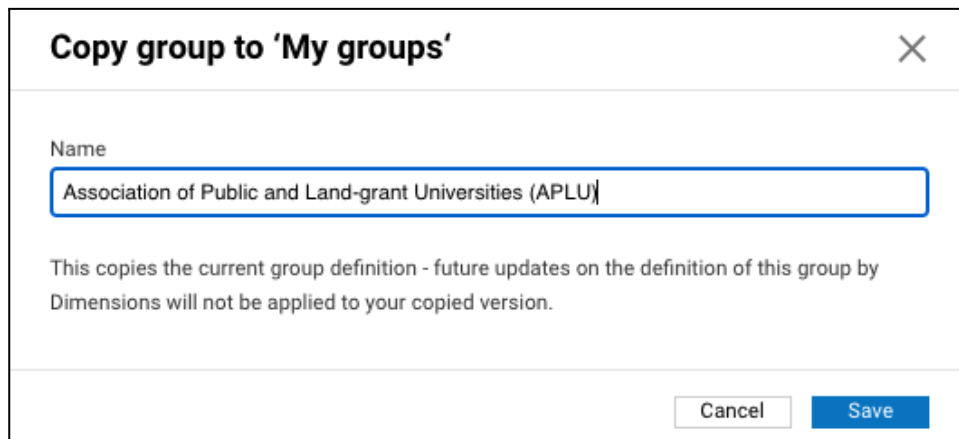 Copy group to ‘My groups‘
Name
Association of Public and Land-grant Universities (APLU)
This copies the current group definition - future updates on the definition of this group by
Dimensions will not be applied to your copied version.
Cancel Save